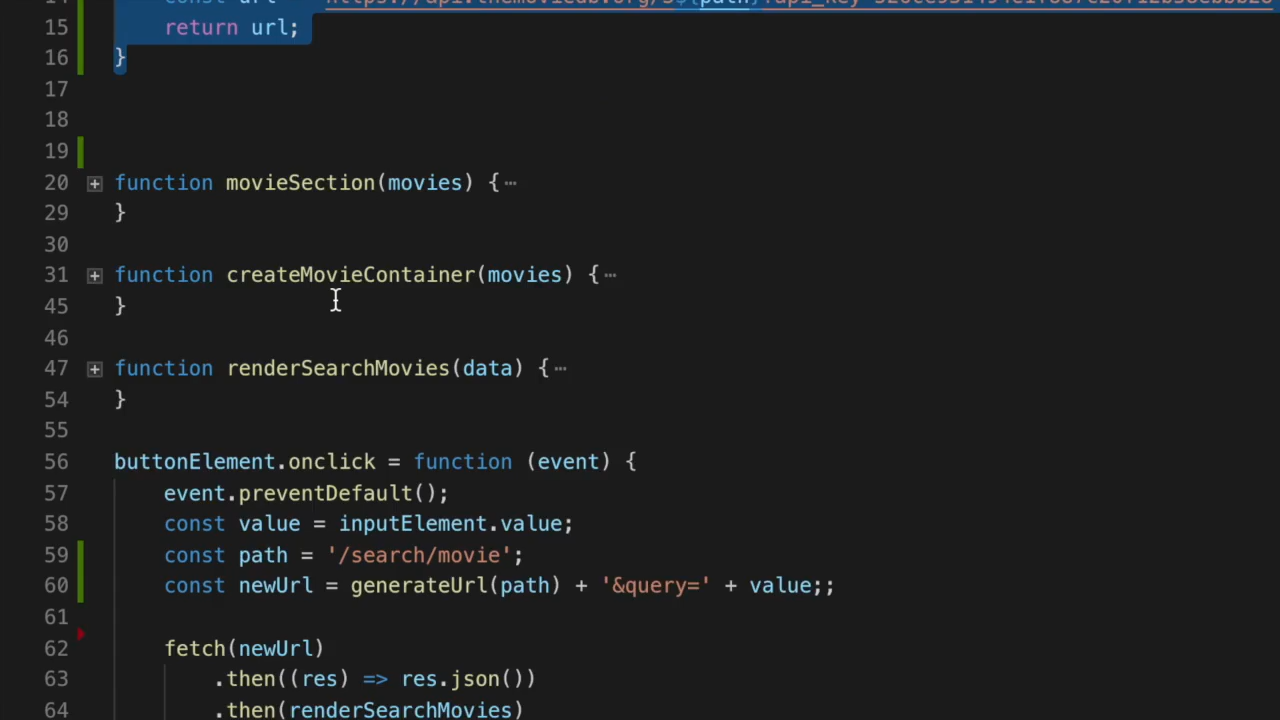 15 return url;
16 }
17
18
19
20 function movieSection(movies) {⋯
29 }
30
31 function createMovieContainer(movies) {⋯
45 }
46
47 function renderSearchMovies(data) {⋯
54 }
55
56 buttonElement.onclick = function (event) {
57 event.preventDefault();
58 const value = inputElement.value;
59 const path = '/search/movie';
60 const newUrl = generateUrl(path) + '&query=' + value;;
61
62 fetch(newUrl)
63 .then((res) => res.json())
64 .then(renderSearchMovies)